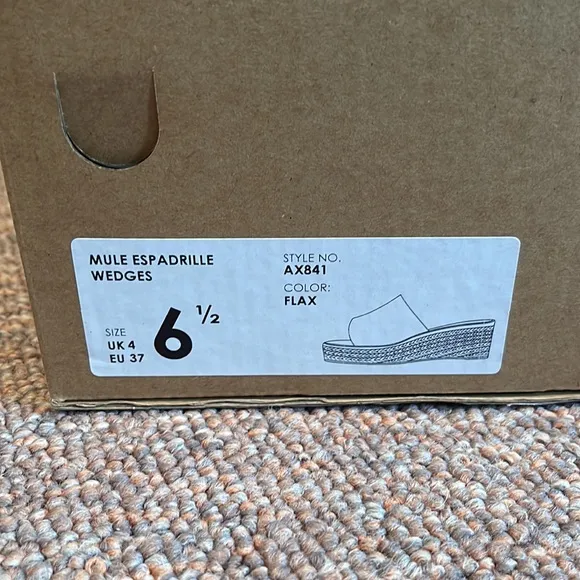 MULE ESPADRILLE
WEDGES
SIZE
UK 4
EU 37
6 ½
STYLE NO.
AX841
COLOR:
FLAX